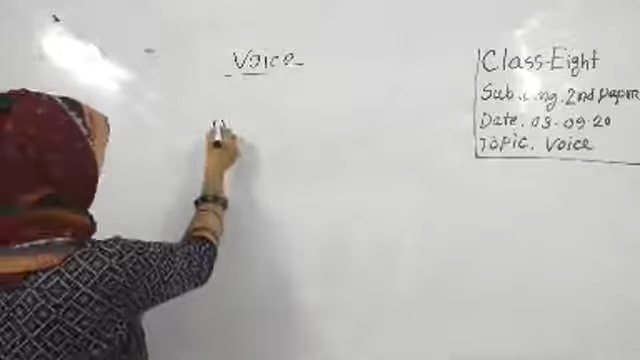 Voice
Class-Eight
Sub. Eng. 2nd paper
Date. 03-09-20
Topic. Voice